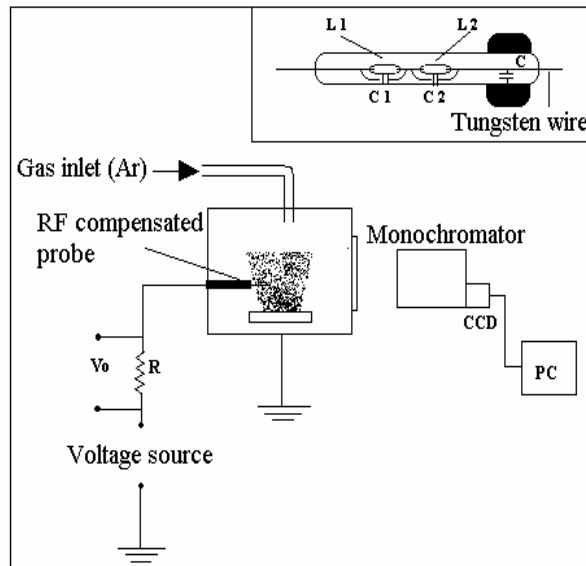 L 1
L 2
C
C 1
C 2
Tungsten wire
Gas inlet (Ar)
RF compensated
probe
Monochromator
CCD
PC
Vo
R
Voltage source